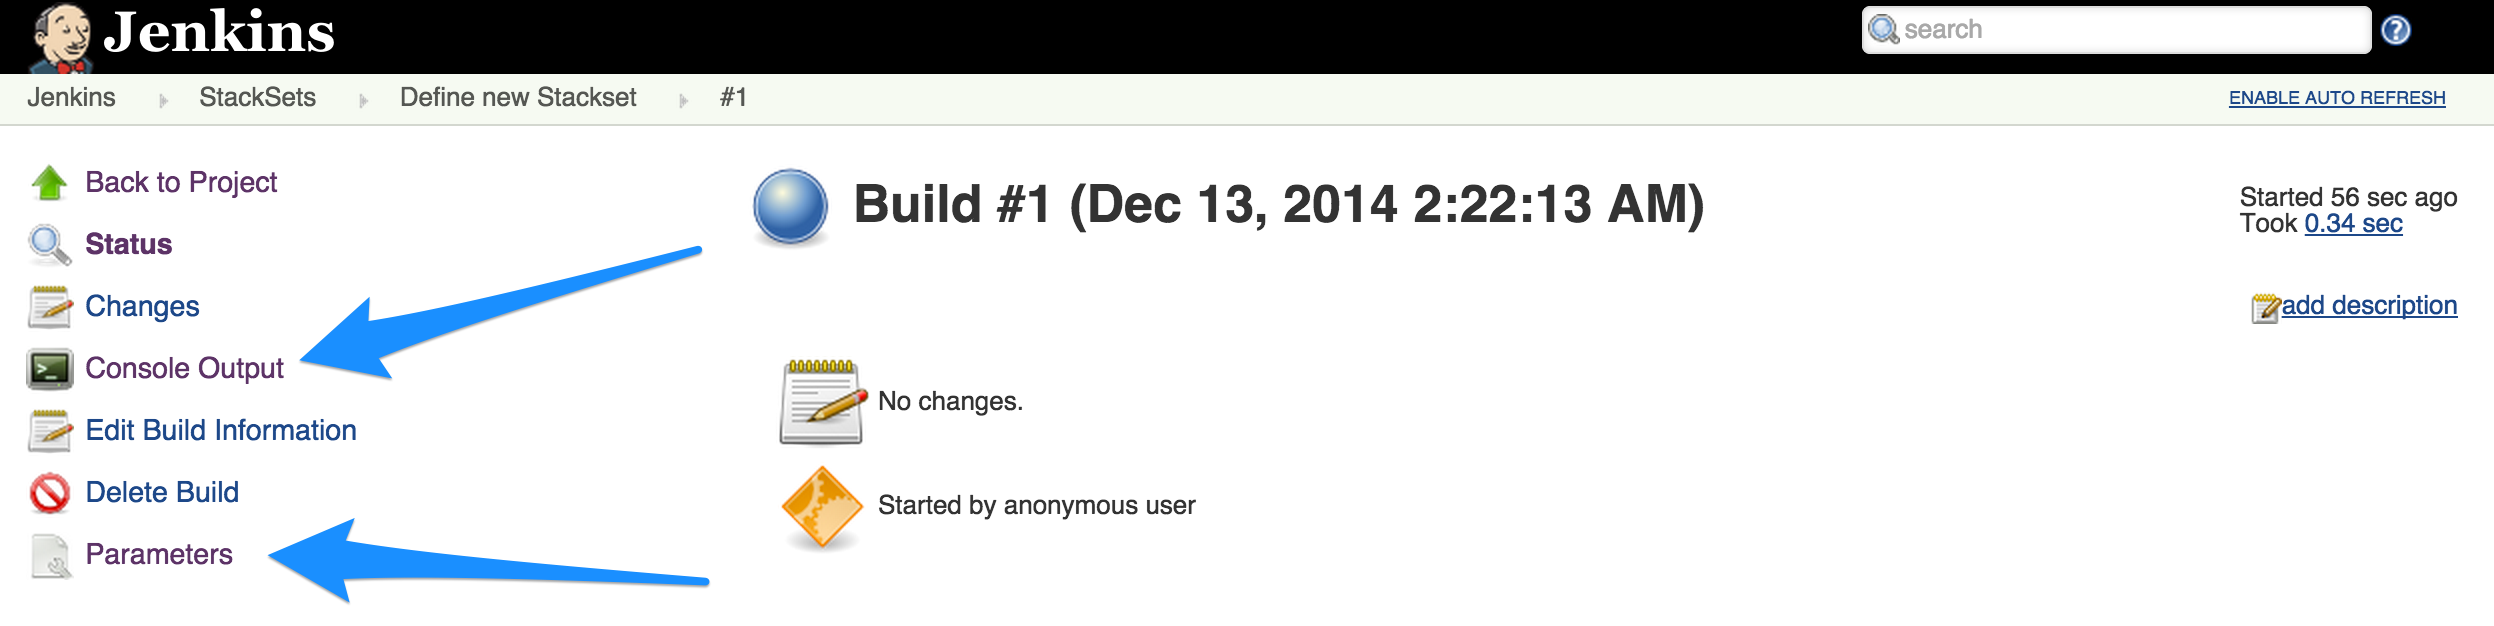 Jenkins
search
Jenkins StackSets Define new Stackset #1
ENABLE AUTO REFRESH
Back to Project
Status
Changes
Console Output
Edit Build Information
Delete Build
Parameters
Build #1 (Dec 13, 2014 2:22:13 AM)
Started 56 sec ago
Took 0.34 sec
add description
No changes.
Started by anonymous user